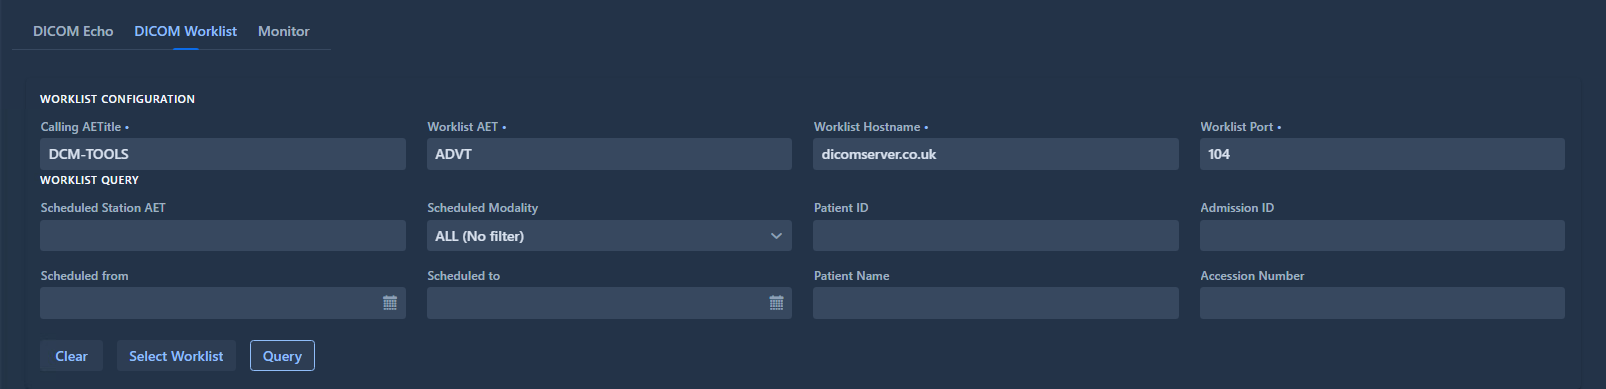 DICOM Echo DICOM Worklist Monitor
WORKLIST CONFIGURATION
Calling AETitle • Worklist AET • Worklist Hostname • Worklist Port •
DCM-TOOLS ADVT dicomserver.co.uk 104
WORKLIST QUERY
Scheduled Station AET Scheduled Modality Patient ID Admission ID
ALL (No filter)
Scheduled from Scheduled to Patient Name Accession Number
Clear Select Worklist Query